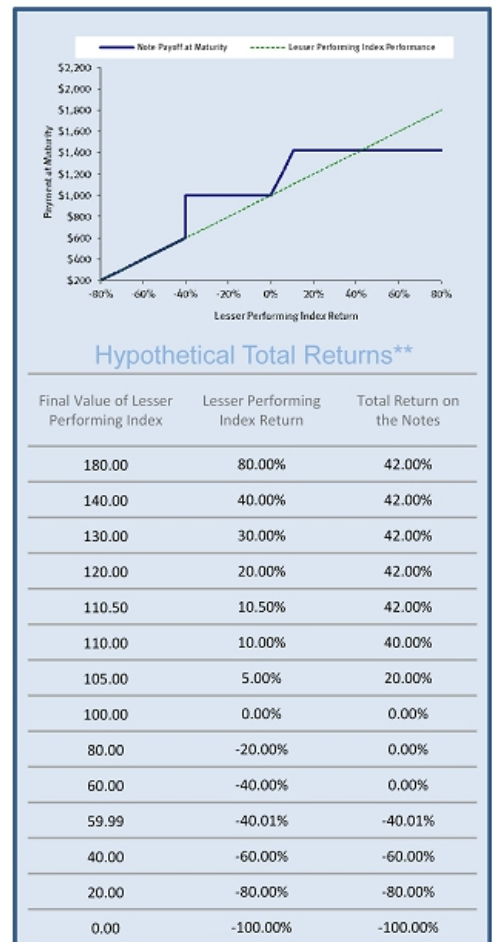 Note Payoff at Maturity Lesser Performing Index Performance
Payment at Maturity
$2,200
$2,000
$1,800
$1,600
$1,400
$1,200
$1,000
$800
$600
$400
$200
-80% -60% -40% -20% 0% 20% 40% 60% 80%
Lesser Performing Index Return
Hypothetical Total Returns**
Final Value of Lesser Performing Index Lesser Performing Index Return Total Return on the Notes
180.00 80.00% 42.00%
140.00 40.00% 42.00%
130.00 30.00% 42.00%
120.00 20.00% 42.00%
110.50 10.50% 42.00%
110.00 10.00% 40.00%
105.00 5.00% 20.00%
100.00 0.00% 0.00%
80.00 -20.00% 0.00%
60.00 -40.00% 0.00%
59.99 -40.01% -40.01%
40.00 -60.00% -60.00%
20.00 -80.00% -80.00%
0.00 -100.00% -100.00%